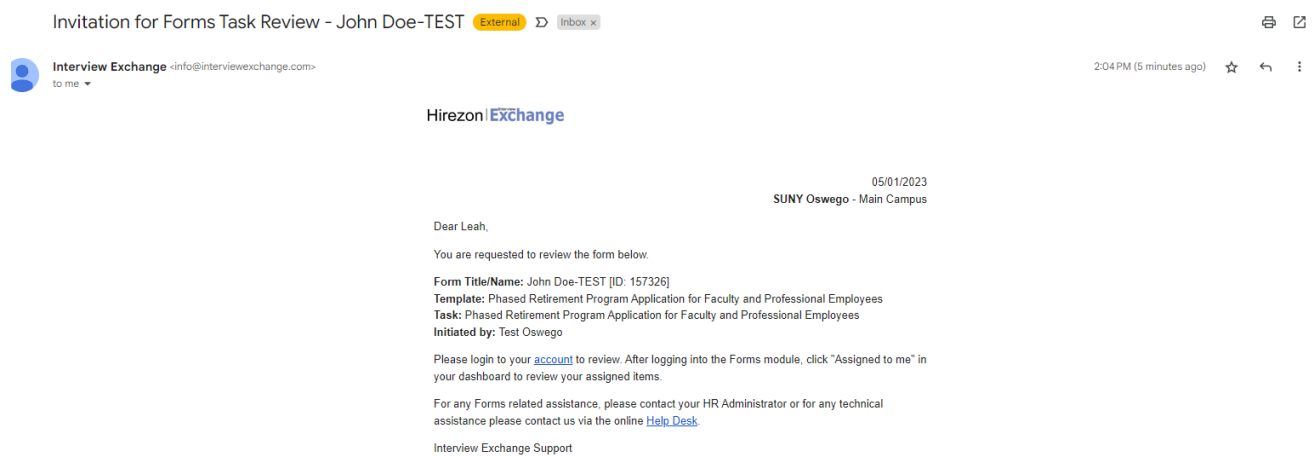 Invitation for Forms Task Review - John Doe-TEST External Inbox ×
Interview Exchange <info@interviewexchange.com> 2:04 PM (5 minutes ago)
to me
Hirezon Interview Exchange
05/01/2023
SUNY Oswego - Main Campus
Dear Leah,
You are requested to review the form below.
Form Title/Name: John Doe-TEST [ID: 157326]
Template: Phased Retirement Program Application for Faculty and Professional Employees
Task: Phased Retirement Program Application for Faculty and Professional Employees
Initiated by: Test Oswego
Please login to your account to review. After logging into the Forms module, click "Assigned to me" in
your dashboard to review your assigned items.
For any Forms related assistance, please contact your HR Administrator or for any technical
assistance please contact us via the online Help Desk.
Interview Exchange Support